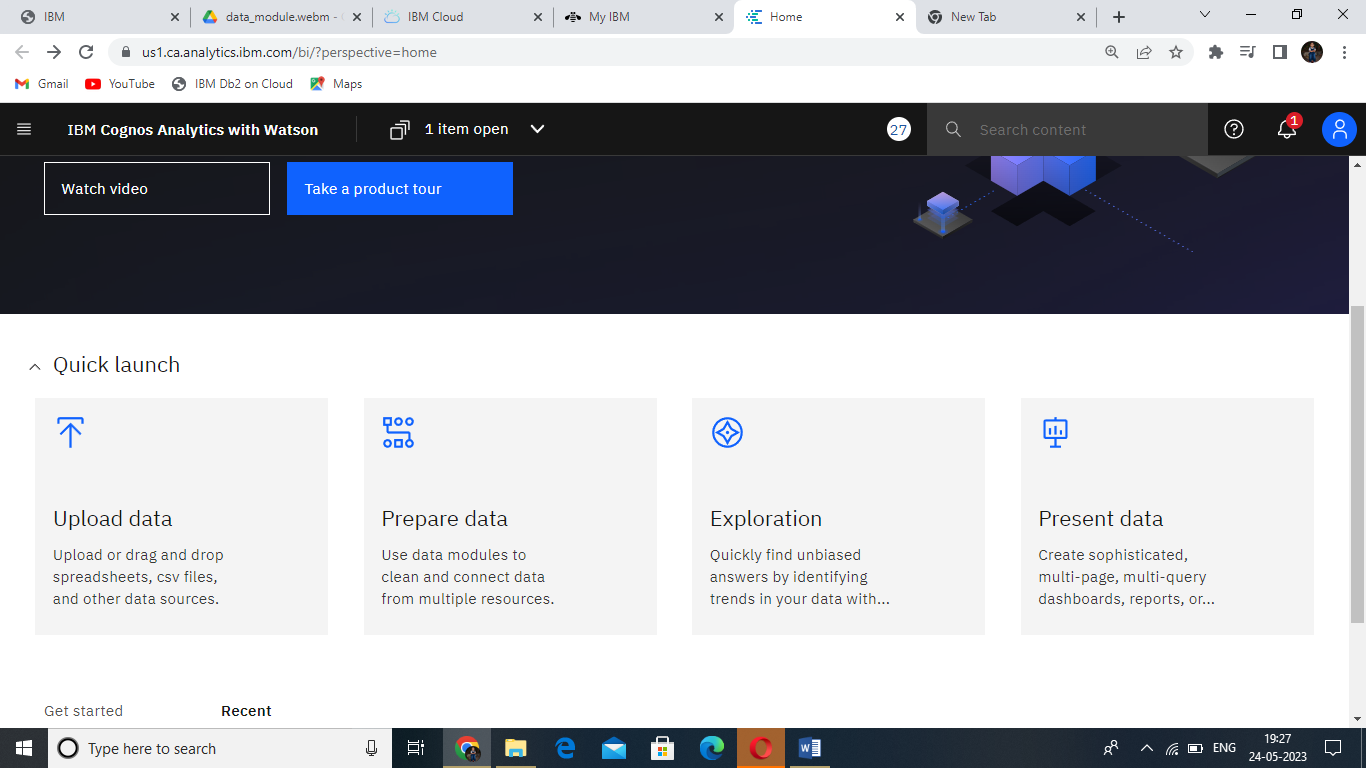 IBM
data_module.webm -
IBM Cloud
My IBM
Home
New Tab
us1.ca.analytics.ibm.com/bi/?perspective=home
Gmail
YouTube
IBM Db2 on Cloud
Maps
IBM Cognos Analytics with Watson
1 item open
27
Search content
1
Watch video
Take a product tour
Quick launch
Upload data
Upload or drag and drop
spreadsheets, csv files,
and other data sources.
Prepare data
Use data modules to
clean and connect data
from multiple resources.
Exploration
Quickly find unbiased
answers by identifying
trends in your data with...
Present data
Create sophisticated,
multi-page, multi-query
dashboards, reports, or...
Get started
Recent
Type here to search
ENG
19:27
24-05-2023